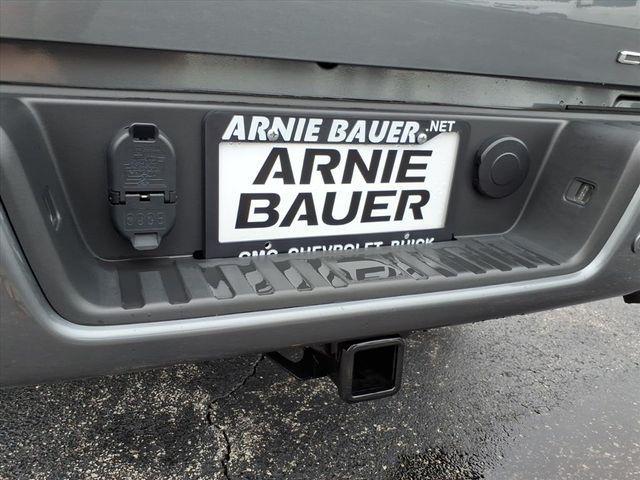 ARNIE BAUER.NET
ARNIE
BAUER
GMC CHEVROLET BUICK